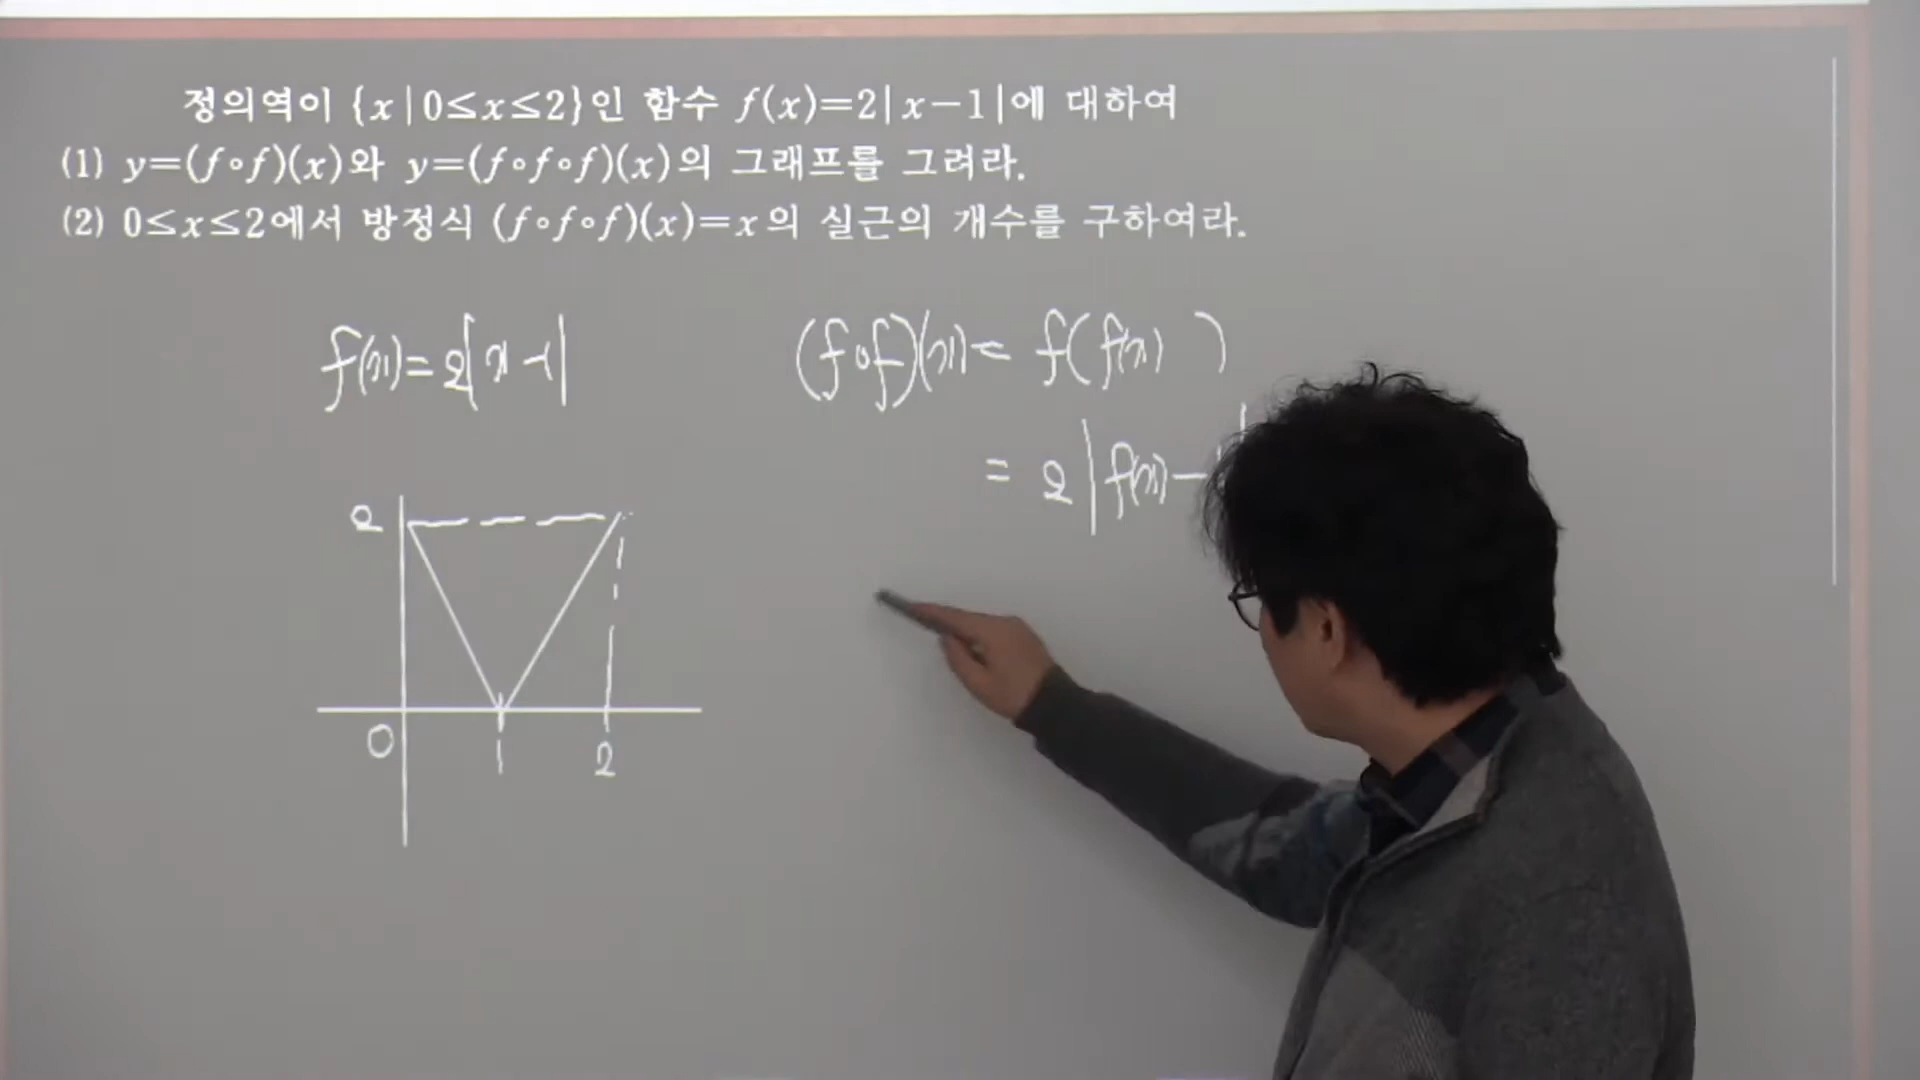 정의역이 {x | 0≤x≤2}인 함수 f(x)=2|x-1|에 대하여
(1) y=(f∘f)(x)와 y=(f∘f∘f)(x)의 그래프를 그려라.
(2) 0≤x≤2에서 방정식 (f∘f∘f)(x)=x의 실근의 개수를 구하여라.
f(x)=2|x-1|
(f∘f)(x)= f(f(x) )
= 2|f(x)-
2
0
1
2